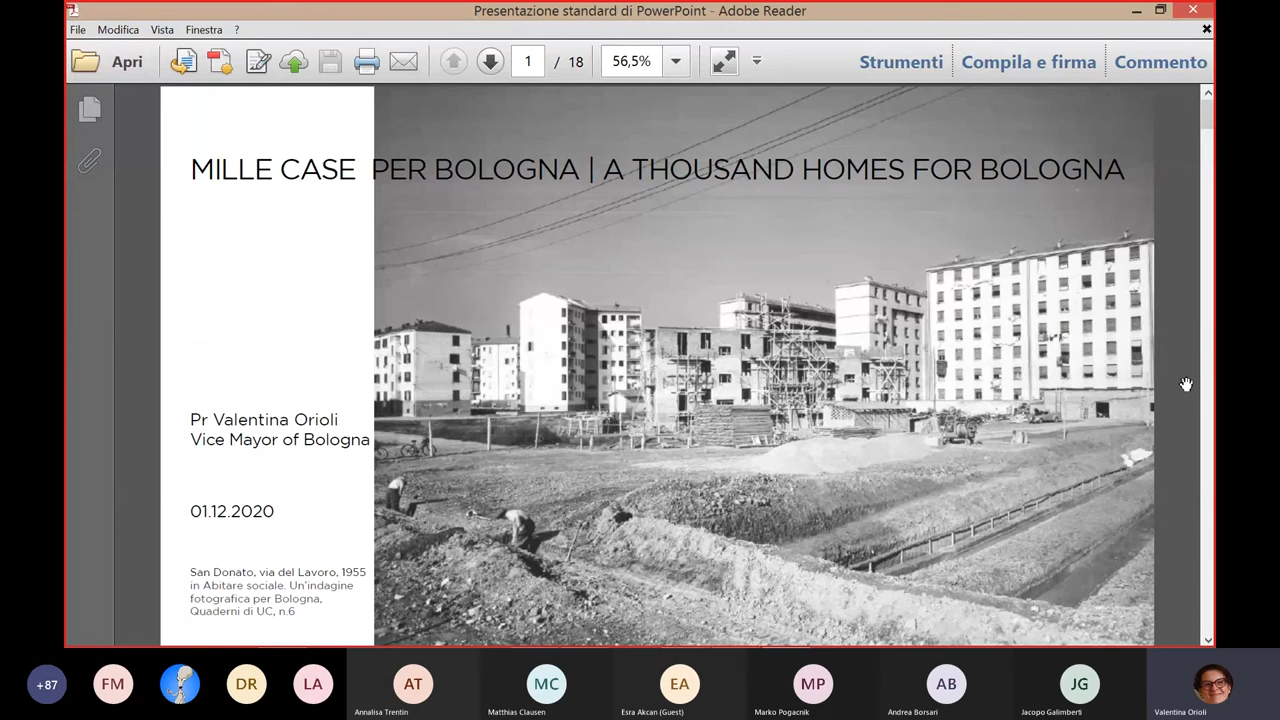 Presentazione standard di PowerPoint - Adobe Reader
File Modifica Vista Finestra ?
Apri 1 / 18 56,5% Strumenti Compila e firma Commento
MILLE CASE PER BOLOGNA | A THOUSAND HOMES FOR BOLOGNA
Pr Valentina Orioli
Vice Mayor of Bologna
01.12.2020
San Donato, via del Lavoro, 1955
in Abitare sociale. Un'indagine
fotografica per Bologna,
Quaderni di UC, n.6
+87 FM DR LA AT MC EA MP AB JG
Annalisa Trentin Matthias Clausen Esra Akcan (Guest) Marko Pogacnik Andrea Borsari Jacopo Galimberti Valentina Orioli